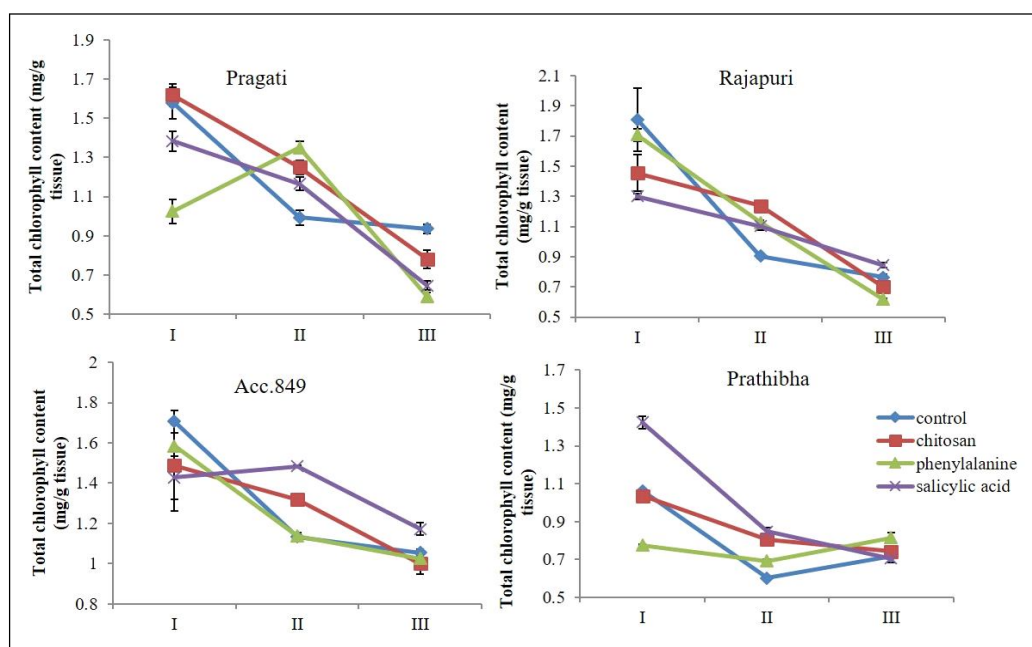 Pragati
Total chlorophyll content (mg/g
tissue)
1.9
1.7
1.5
1.3
1.1
0.9
0.7
0.5
I
II
III
Rajapuri
Total chlorophyll content
(mg/g tissue)
2.1
1.9
1.7
1.5
1.3
1.1
0.9
0.7
0.5
I
II
III
Acc.849
Total chlorophyll content
(mg/g tissue)
2
1.8
1.6
1.4
1.2
1
0.8
I
II
III
Prathibha
Total chlorophyll content (mg/g
tissue)
1.7
1.5
1.3
1.1
0.9
0.7
0.5
I
II
III
control
chitosan
phenylalanine
salicylic acid